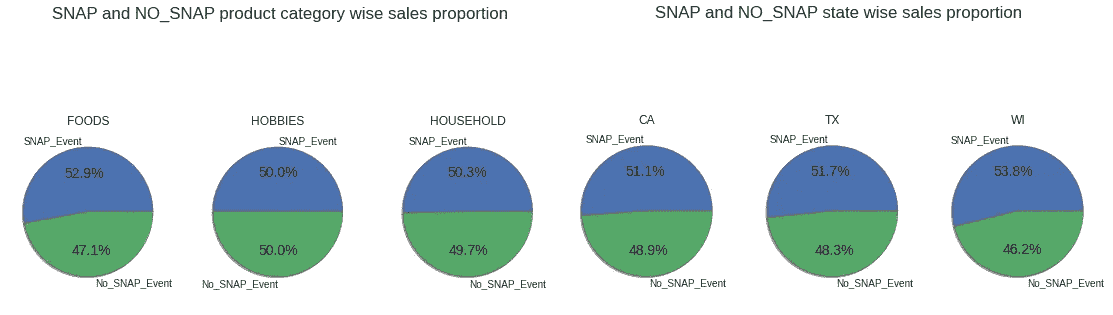 SNAP and NO_SNAP product category wise sales proportion
FOODS
SNAP_Event
52.9%
47.1%
No_SNAP_Event
HOBBIES
SNAP_Event
50.0%
50.0%
No_SNAP_Event
HOUSEHOLD
SNAP_Event
50.3%
49.7%
No_SNAP_Event
SNAP and NO_SNAP state wise sales proportion
CA
SNAP_Event
51.1%
48.9%
No_SNAP_Event
TX
SNAP_Event
51.7%
48.3%
No_SNAP_Event
WI
SNAP_Event
53.8%
46.2%
No_SNAP_Event